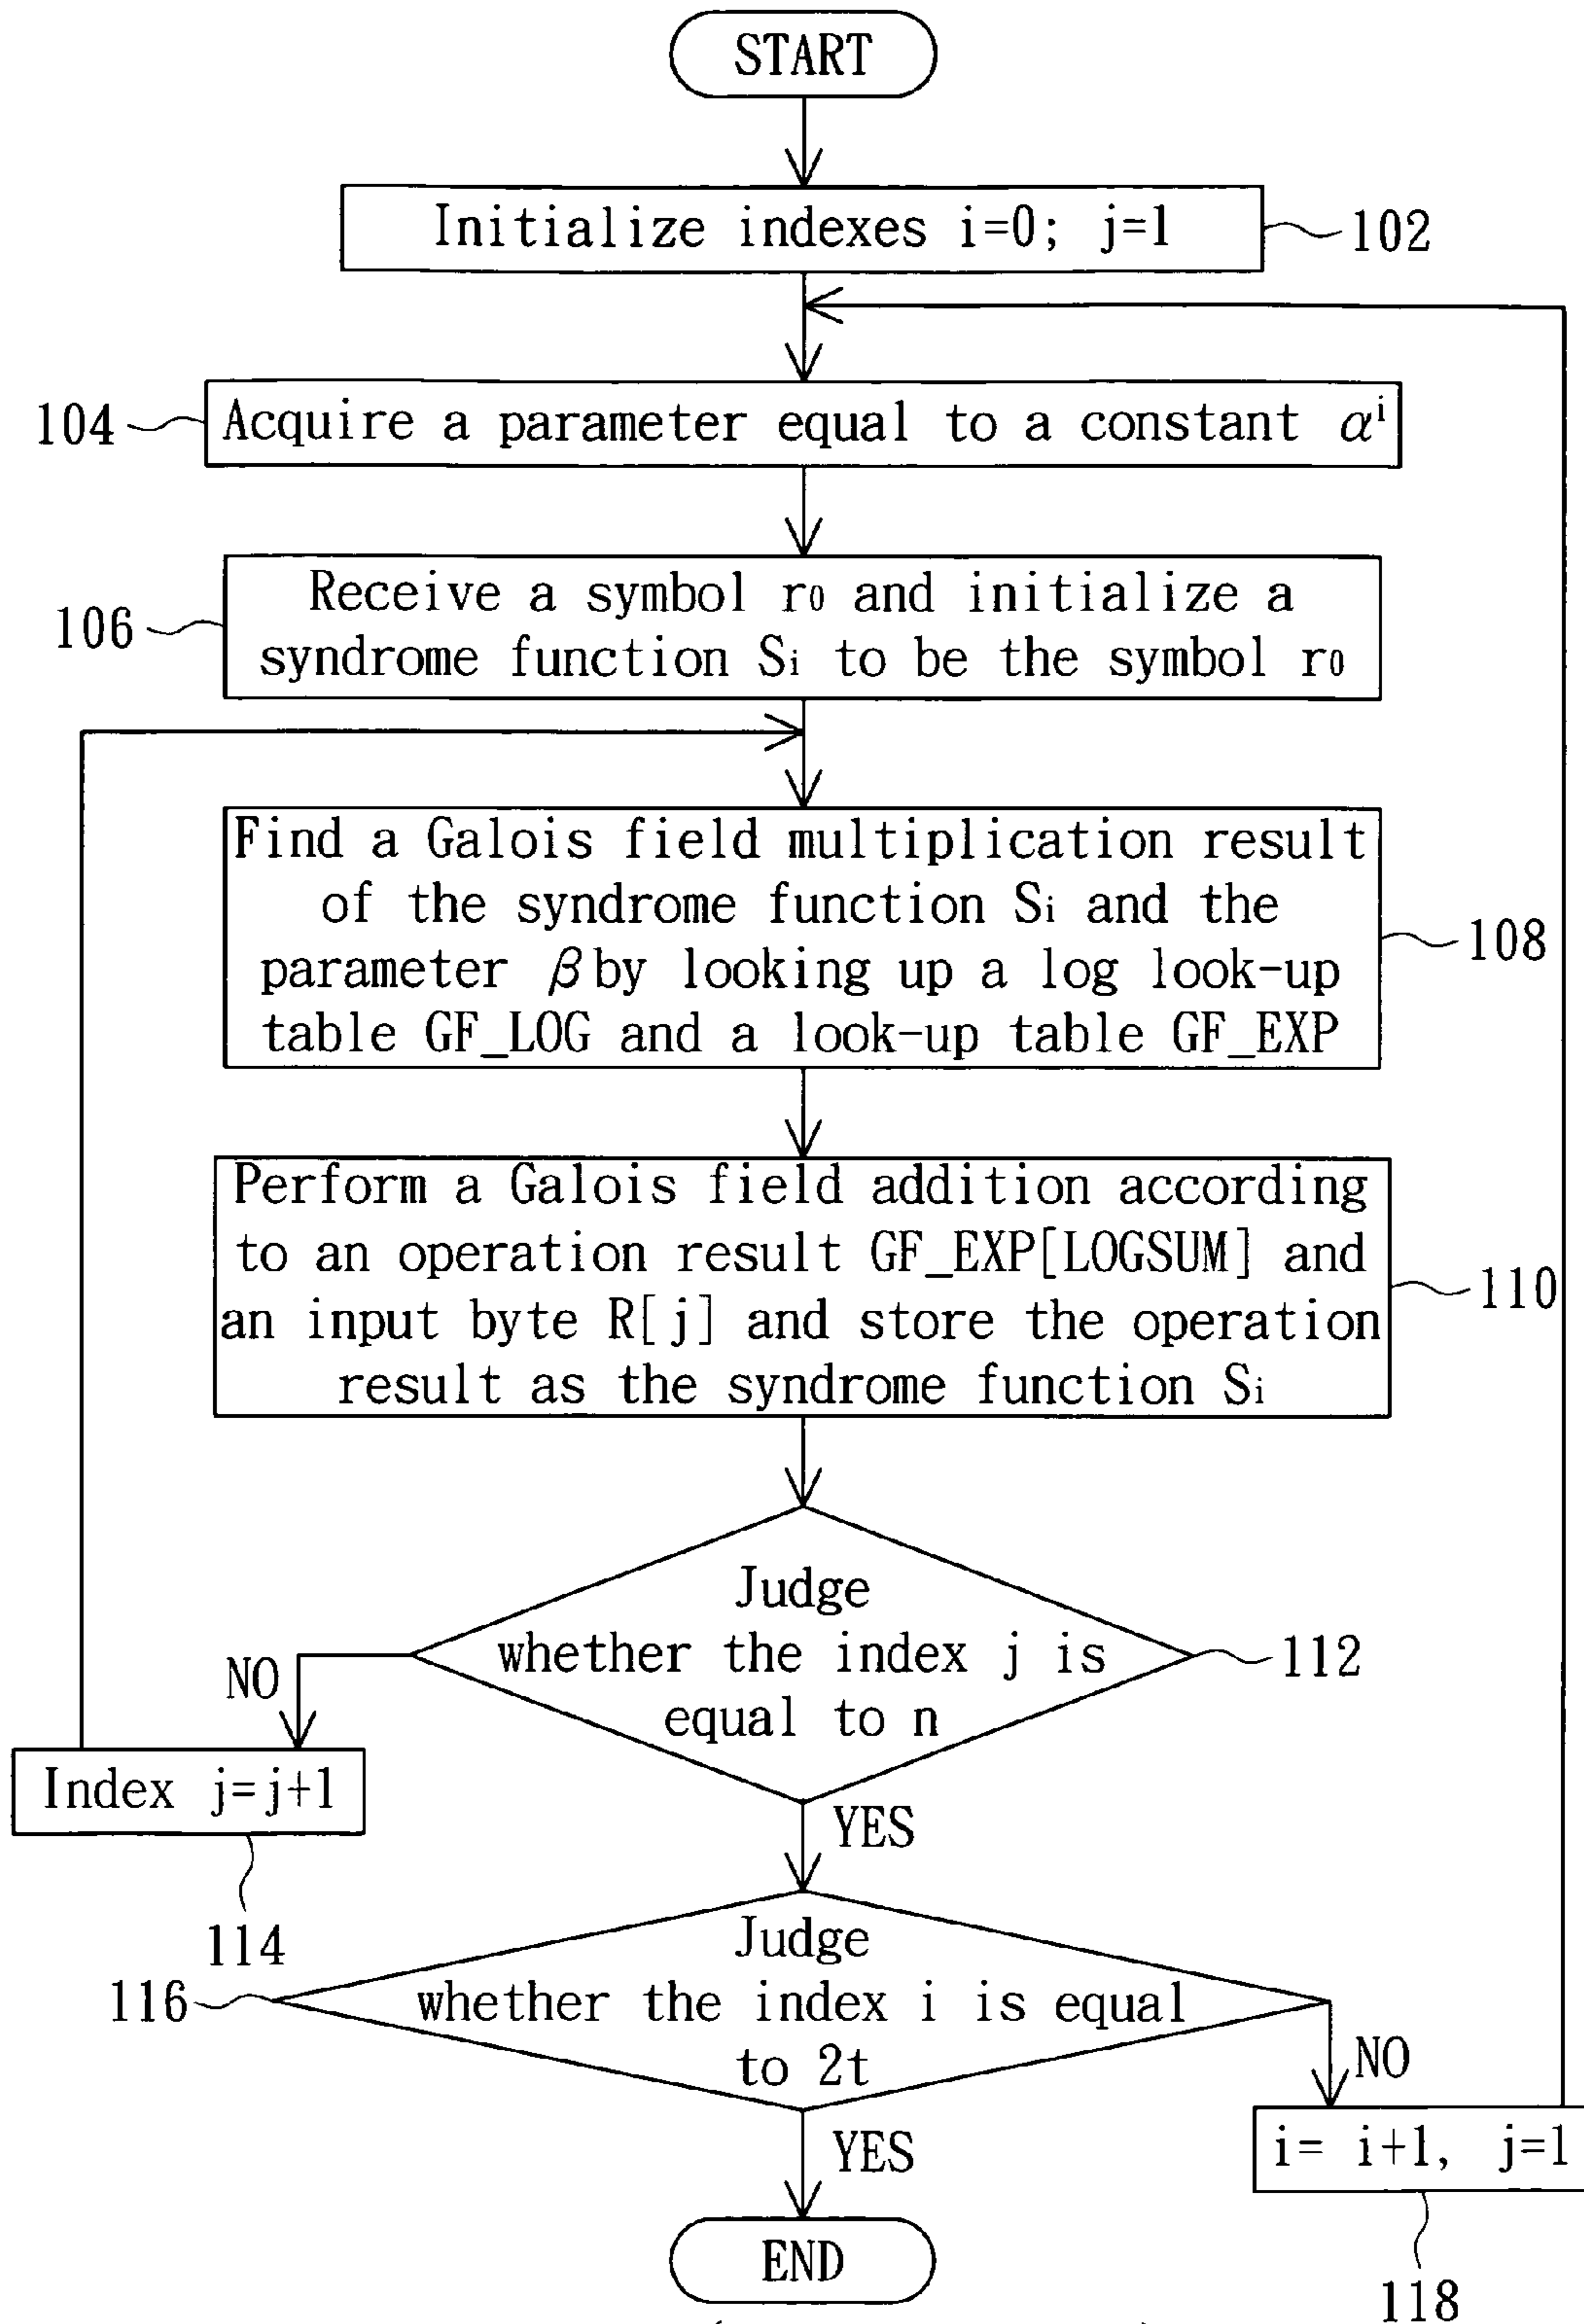 START
Initialize indexes i=0; j=1
102
104
Acquire a parameter equal to a constant αⁱ
Receive a symbol r₀ and initialize a
syndrome function Sᵢ to be the symbol r₀
106
Find a Galois field multiplication result
of the syndrome function Sᵢ and the
parameter β by looking up a log look-up
table GF_LOG and a look-up table GF_EXP
108
Perform a Galois field addition according
to an operation result GF_EXP[LOGSUM] and
an input byte R[j] and store the operation
result as the syndrome function Sᵢ
110
Judge
whether the index j is
equal to n
112
NO
Index j=j+1
114
YES
Judge
whether the index i is equal
to 2t
116
NO
i= i+1, j=1
118
YES
END